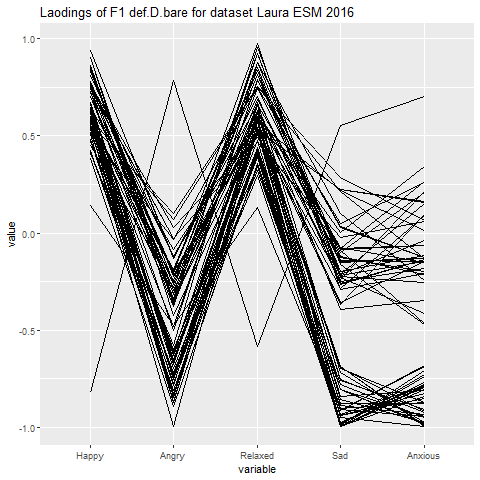 Laodings of F1 def.D.bare for dataset Laura ESM 2016
value
1.0
0.5
0.0
-0.5
-1.0
Happy Angry Relaxed Sad Anxious
variable